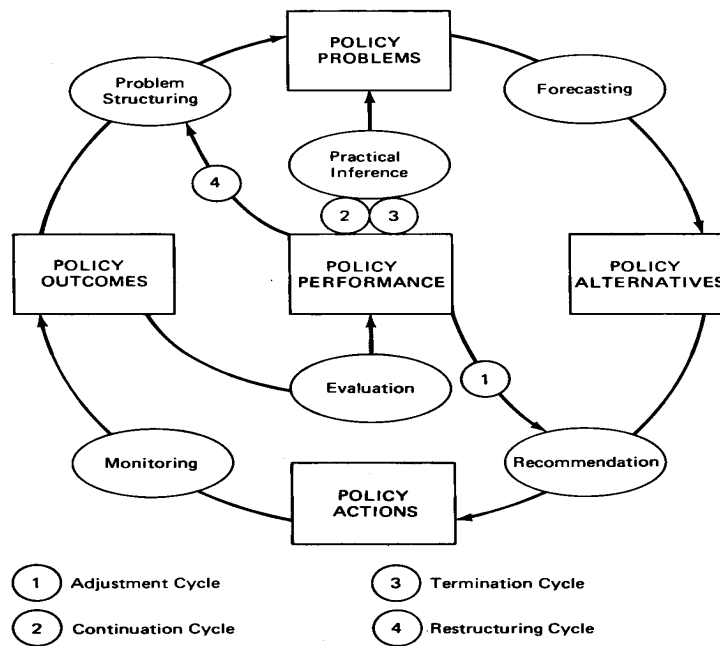 POLICY
PROBLEMS
Problem
Structuring
Forecasting
Practical
Inference
4
2
3
POLICY
OUTCOMES
POLICY
PERFORMANCE
POLICY
ALTERNATIVES
1
Evaluation
Monitoring
Recommendation
POLICY
ACTIONS
1 Adjustment Cycle
3 Termination Cycle
2 Continuation Cycle
4 Restructuring Cycle